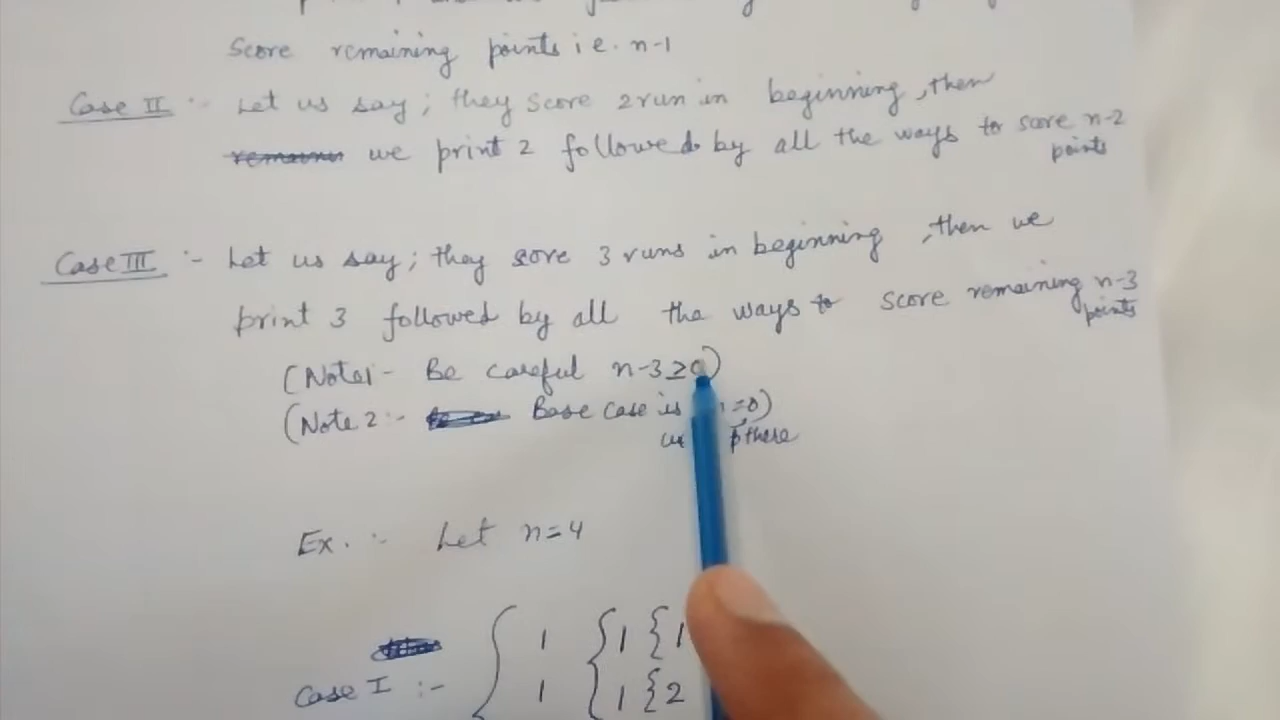 Score remaining points i.e. n-1
Case II :- Let us say; they score 2 run in beginning, then
we print 2 followed by all the ways to score n-2
points
Case III :- Let us say; they score 3 runs in beginning, then we
print 3 followed by all the ways to score remaining n-3
points
(Note1- Be careful n-3≥0)
(Note 2:- Base case is =0)
Ex. :- Let n=4
1 { 1 { 1
Case I :- { 1 { 1 { 2